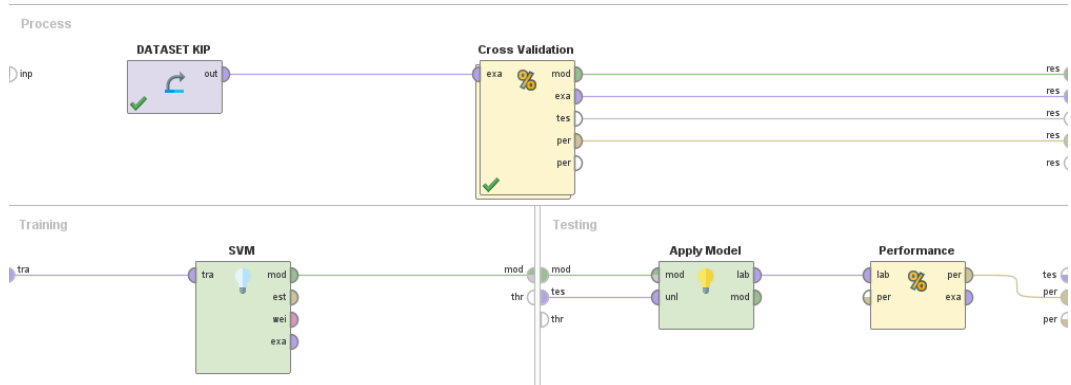 Process
DATASET KIP
Cross Validation
inp
out
exa
mod
exa
tes
per
per
res
res
res
res
res
Training
Testing
SVM
tra
tra
mod
est
wei
exa
mod
thr
Apply Model
Performance
mod
tes
thr
mod
unl
lab
mod
lab
per
per
exa
tes
per
per